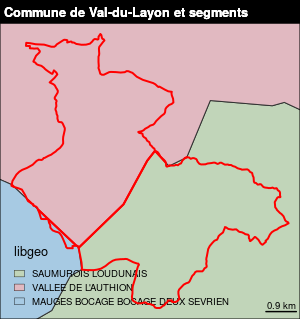 Commune de Val-du-Layon et segments
libgeo
SAUMUROIS LOUDUNAIS
VALLEE DE L'AUTHION
MAUGES BOCAGE BOCAGE DEUX SEVRIEN
0.9 km